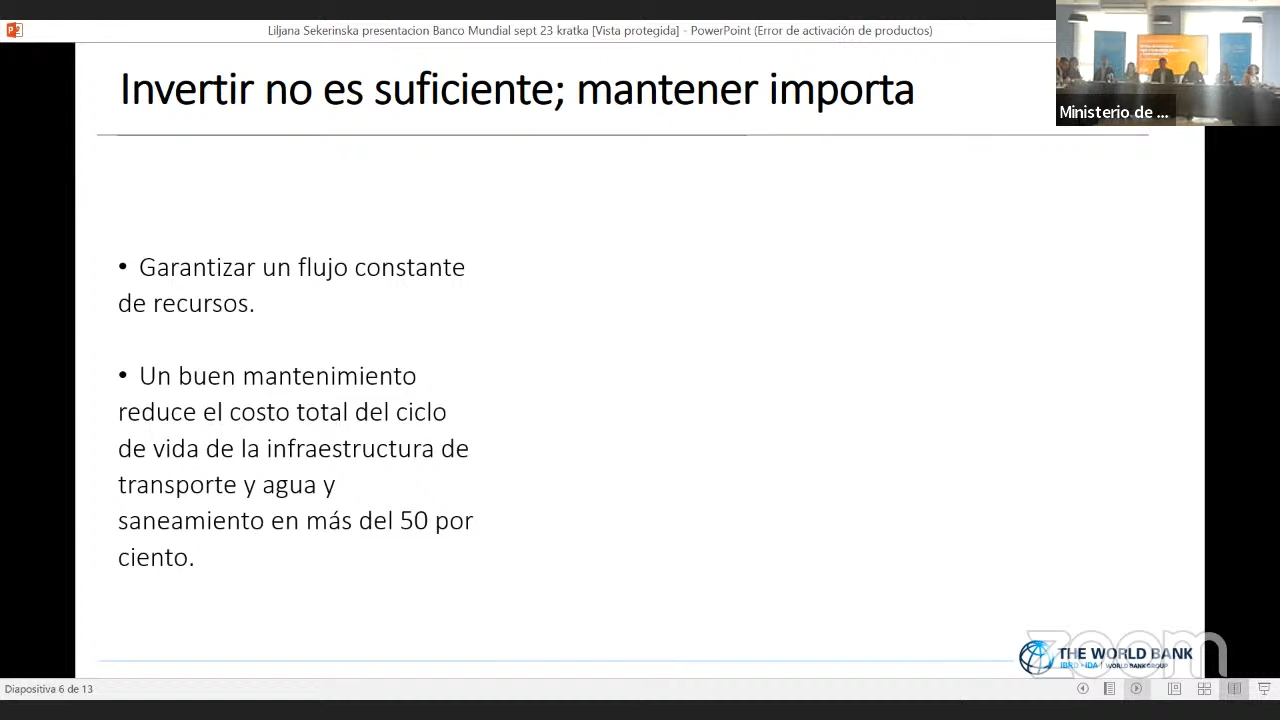 Liljana Sekerinska presentacion Banco Mundial sept 23 kratka [Vista protegida] - PowerPoint (Error de activación de productos)
Invertir no es suficiente; mantener importa
Ministerio de ...
• Garantizar un flujo constante
de recursos.
• Un buen mantenimiento
reduce el costo total del ciclo
de vida de la infraestructura de
transporte y agua y
saneamiento en más del 50 por
ciento.
zoom
THE WORLD BANK
IBRD • IDA | WORLD BANK GROUP
Diapositiva 6 de 13